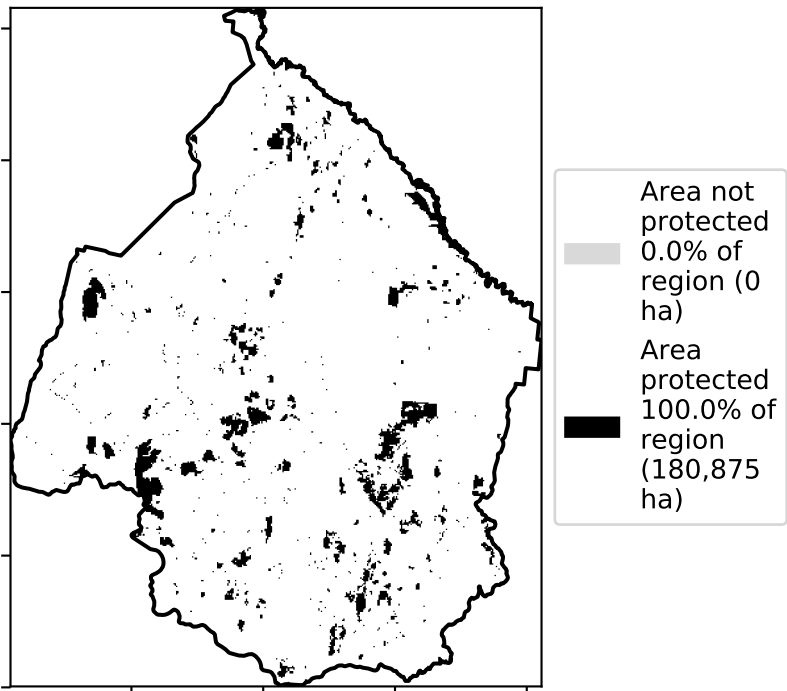 Area not
protected
0.0% of
region (0
ha)
Area
protected
100.0% of
region
(180,875
ha)